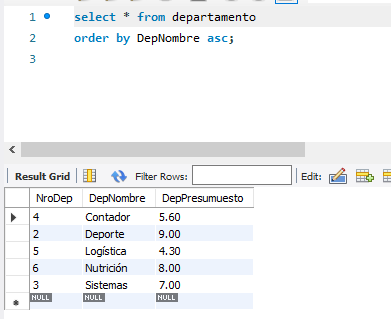 1 select * from departamento
2 order by DepNombre asc;
3
Result Grid Filter Rows: Edit:
NroDep DepNombre DepPresumuesto
4 Contador 5.60
2 Deporte 9.00
5 Logística 4.30
6 Nutrición 8.00
3 Sistemas 7.00
NULL NULL NULL